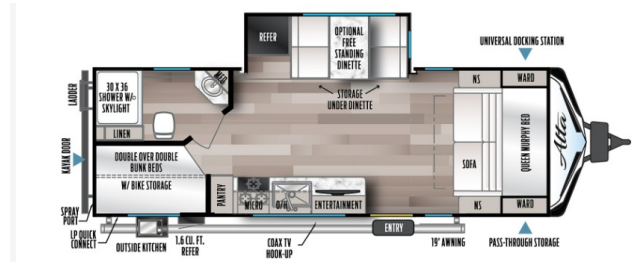 REFER
OPTIONAL
FREE
STANDING
DINETTE
UNIVERSAL DOCKING STATION
LADDER
30 X 36
SHOWER W/
SKYLIGHT
MED
STORAGE
UNDER DINETTE
NS
WARD
LINEN
KAYAK DOOR
DOUBLE OVER DOUBLE
BUNK BEDS
W/ BIKE STORAGE
SOFA
QUEEN MURPHY BED
Alta
PANTRY
MICRO
O/H
ENTERTAINMENT
NS
WARD
SPRAY
PORT
LP QUICK
CONNECT
OUTSIDE KITCHEN
1.6 CU. FT.
REFER
COAX TV
HOOK-UP
ENTRY
19' AWNING
PASS-THROUGH STORAGE